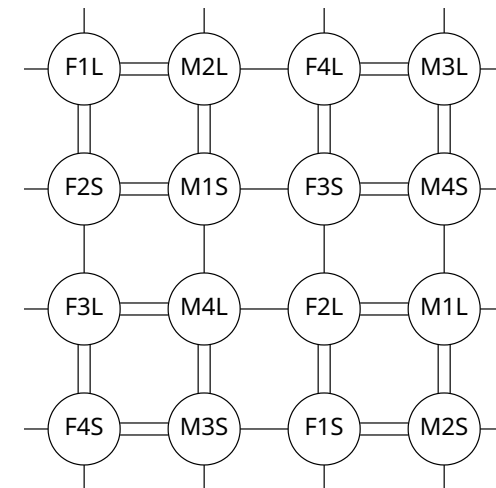 F1L M2L F4L M3L
F2S M1S F3S M4S
F3L M4L F2L M1L
F4S M3S F1S M2S